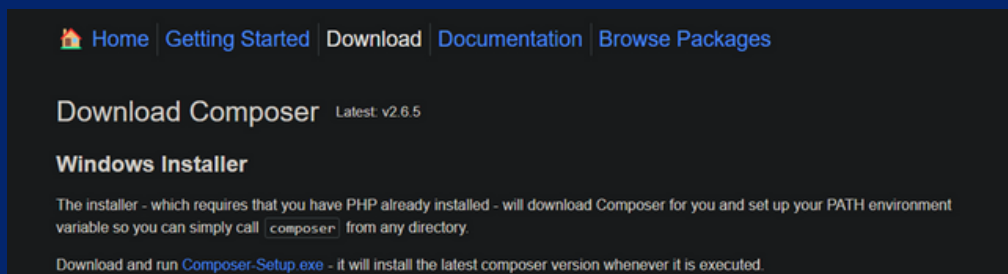 Home Getting Started Download Documentation Browse Packages
Download Composer Latest: v2.6.5
Windows Installer
The installer - which requires that you have PHP already installed - will download Composer for you and set up your PATH environment
variable so you can simply call composer from any directory.
Download and run Composer-Setup.exe - it will install the latest composer version whenever it is executed.